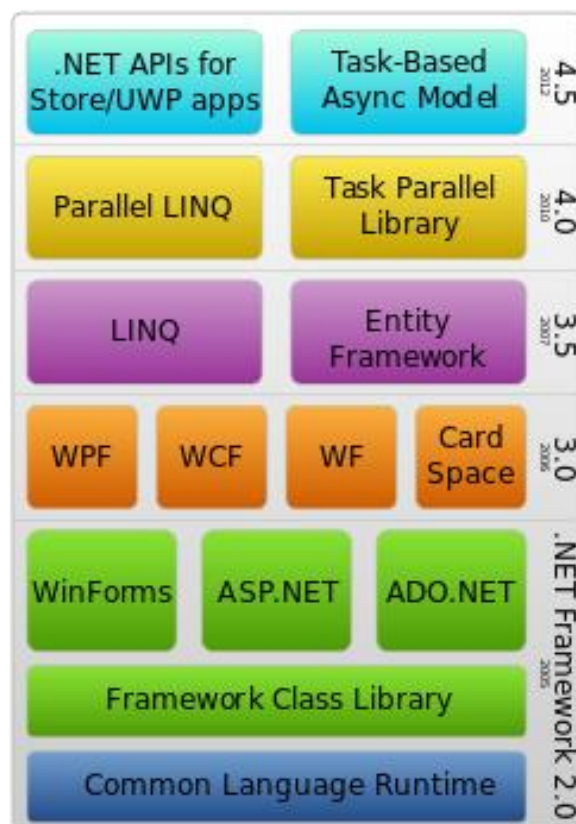 .NET APIs for
Store/UWP apps
Task-Based
Async Model
4.5
2012
Parallel LINQ
Task Parallel
Library
4.0
2010
LINQ
Entity
Framework
3.5
2007
WPF
WCF
WF
Card
Space
3.0
2006
WinForms
ASP.NET
ADO.NET
Framework Class Library
Common Language Runtime
.NET Framework 2.0
2005